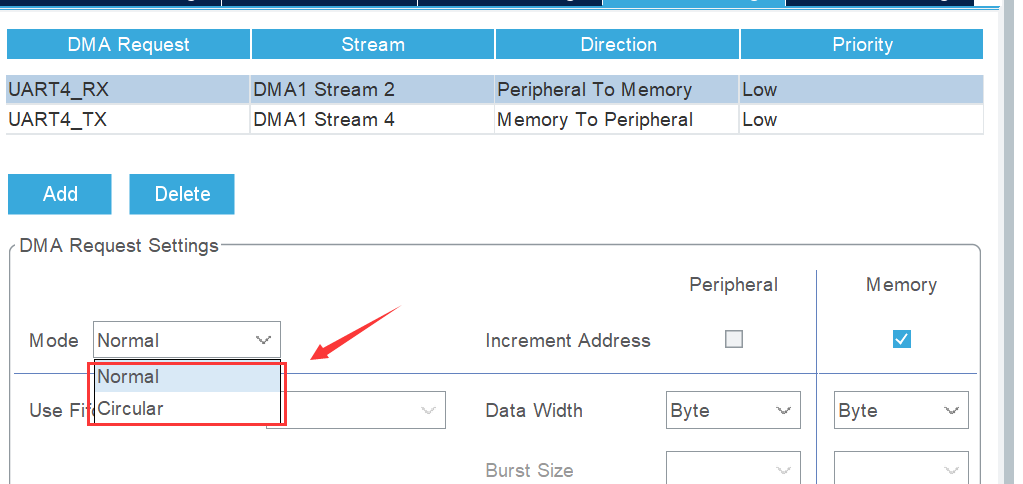 DMA Request Stream Direction Priority
UART4_RX DMA1 Stream 2 Peripheral To Memory Low
UART4_TX DMA1 Stream 4 Memory To Peripheral Low
Add Delete
DMA Request Settings
Peripheral Memory
Mode Normal Increment Address
Normal
Use Fif Circular Data Width Byte Byte
Burst Size